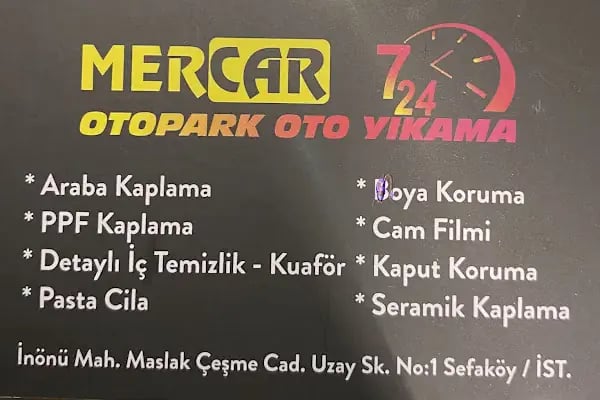 MERCAR 7 24
OTOPARK OTO YIKAMA
* Araba Kaplama
* PPF Kaplama
* Detaylı İç Temizlik - Kuaför
* Pasta Cila
* Boya Koruma
* Cam Filmi
* Kaput Koruma
* Seramik Kaplama
İnönü Mah. Maslak Çeşme Cad. Uzay Sk. No:1 Sefaköy / İST.